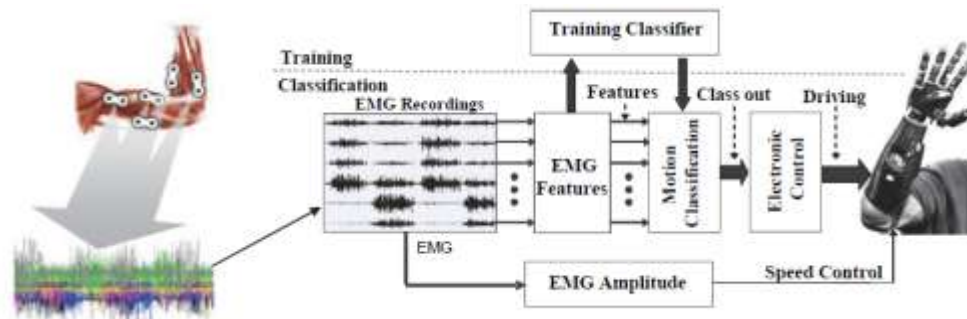 Training Classifier
Training
Classification
EMG Recordings
Features
Class out
Driving
EMG
Features
Motion
Classification
Electronic
Control
EMG
EMG Amplitude
Speed Control